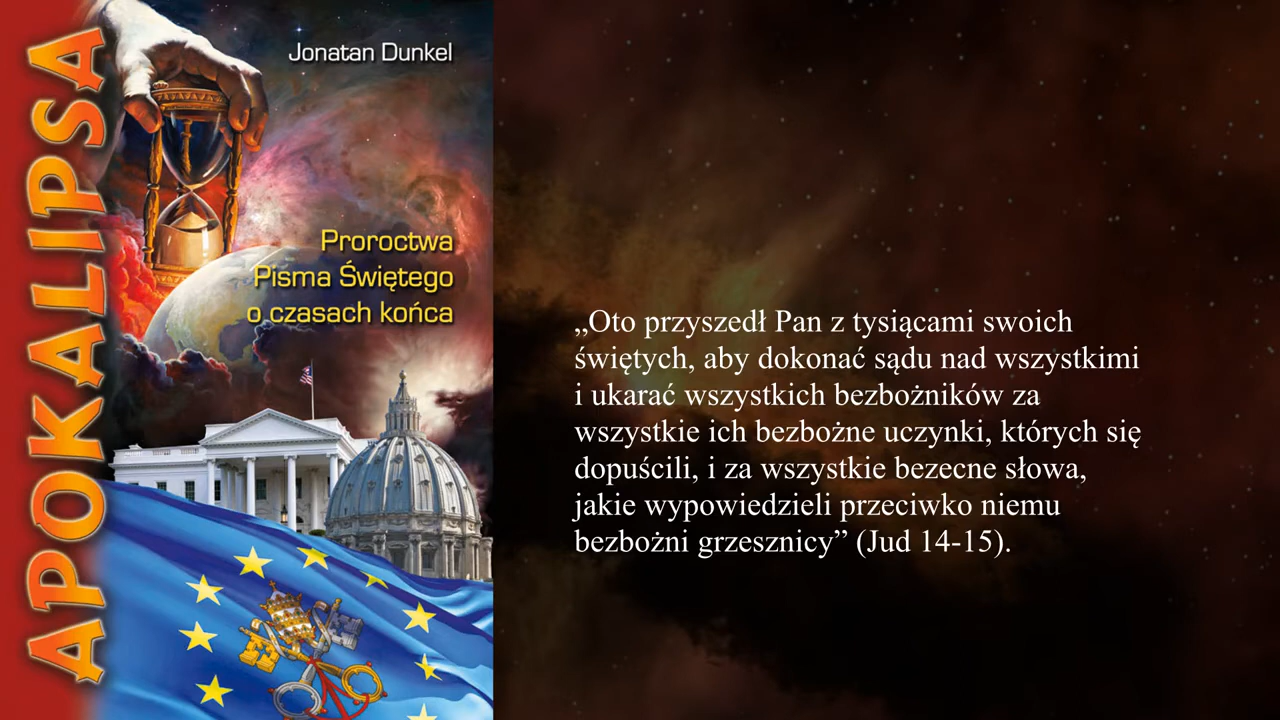 APOKALIPSA
Jonatan Dunkel
Proroctwa
Pisma Świętego
o czasach końca
„Oto przyszedł Pan z tysiącami swoich
świętych, aby dokonać sądu nad wszystkimi
i ukarać wszystkich bezbożników za
wszystkie ich bezbożne uczynki, których się
dopuścili, i za wszystkie bezecne słowa,
jakie wypowiedzieli przeciwko niemu
bezbożni grzesznicy” (Jud 14-15).